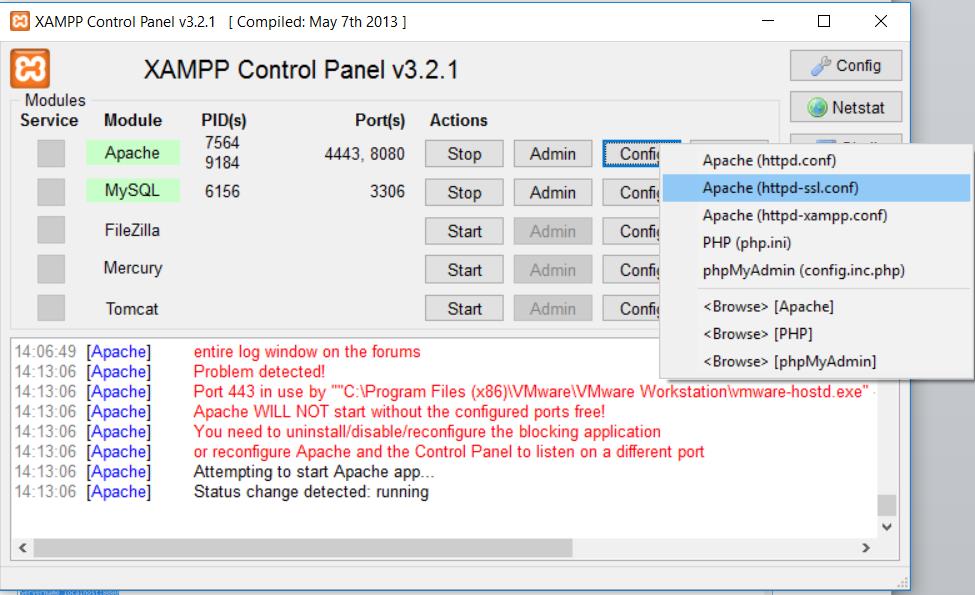 XAMPP Control Panel v3.2.1 [ Compiled: May 7th 2013 ]
XAMPP Control Panel v3.2.1
Config
Netstat
Modules
Service Module PID(s) Port(s) Actions
Apache 7564 9184 4443, 8080 Stop Admin Config
MySQL 6156 3306 Stop Admin Config
FileZilla Start Admin Config
Mercury Start Admin Config
Tomcat Start Admin Config
Apache (httpd.conf)
Apache (httpd-ssl.conf)
Apache (httpd-xampp.conf)
PHP (php.ini)
phpMyAdmin (config.inc.php)
<Browse> [Apache]
<Browse> [PHP]
<Browse> [phpMyAdmin]
14:06:49 [Apache] entire log window on the forums
14:13:06 [Apache] Problem detected!
14:13:06 [Apache] Port 443 in use by ""C:\Program Files (x86)\VMware\VMware Workstation\vmware-hostd.exe"
14:13:06 [Apache] Apache WILL NOT start without the configured ports free!
14:13:06 [Apache] You need to uninstall/disable/reconfigure the blocking application
14:13:06 [Apache] or reconfigure Apache and the Control Panel to listen on a different port
14:13:06 [Apache] Attempting to start Apache app...
14:13:06 [Apache] Status change detected: running